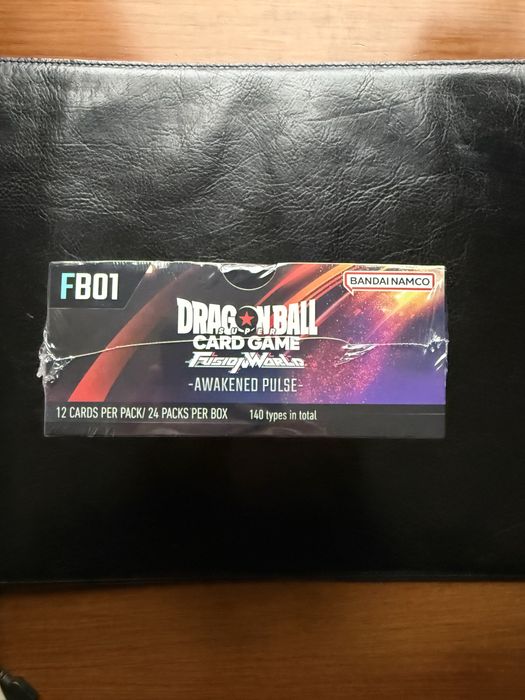 FB01
BANDAI NAMCO
DRAGON BALL
SUPER
CARD GAME
FUSION WORLD
-AWAKENED PULSE-
12 CARDS PER PACK/ 24 PACKS PER BOX 140 types in total